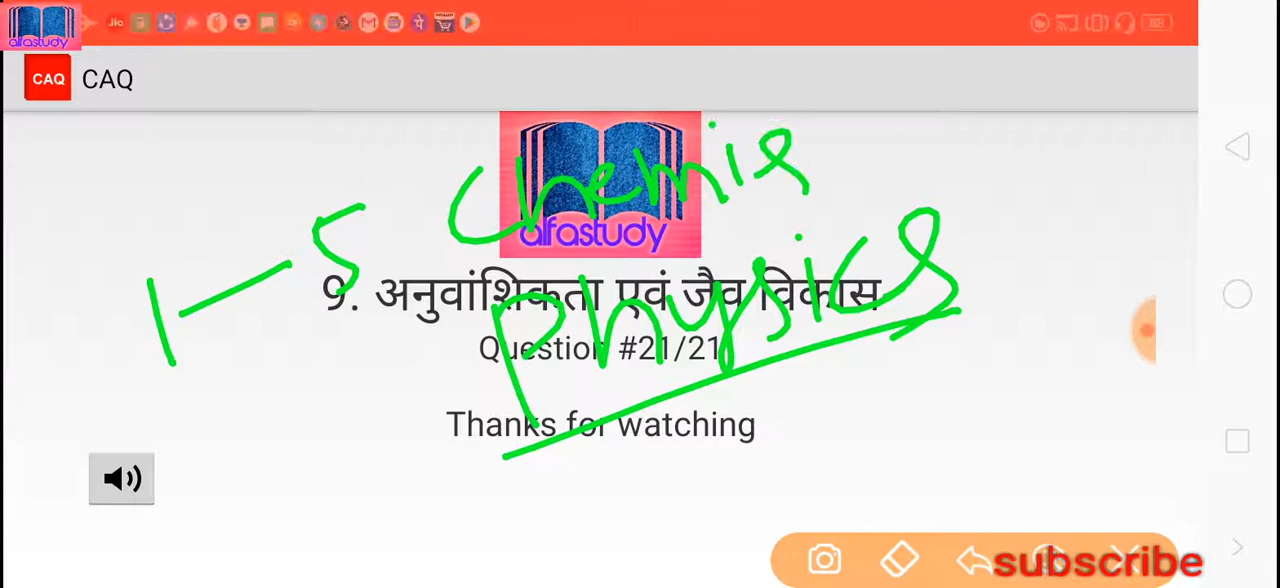 alfastudy
Jio
CAQ CAQ
1-5 Chemis
alfastudy
Physics
9. अनुवांशिकता एवं जैव विकास
Question #21/21
Thanks for watching
subscribe